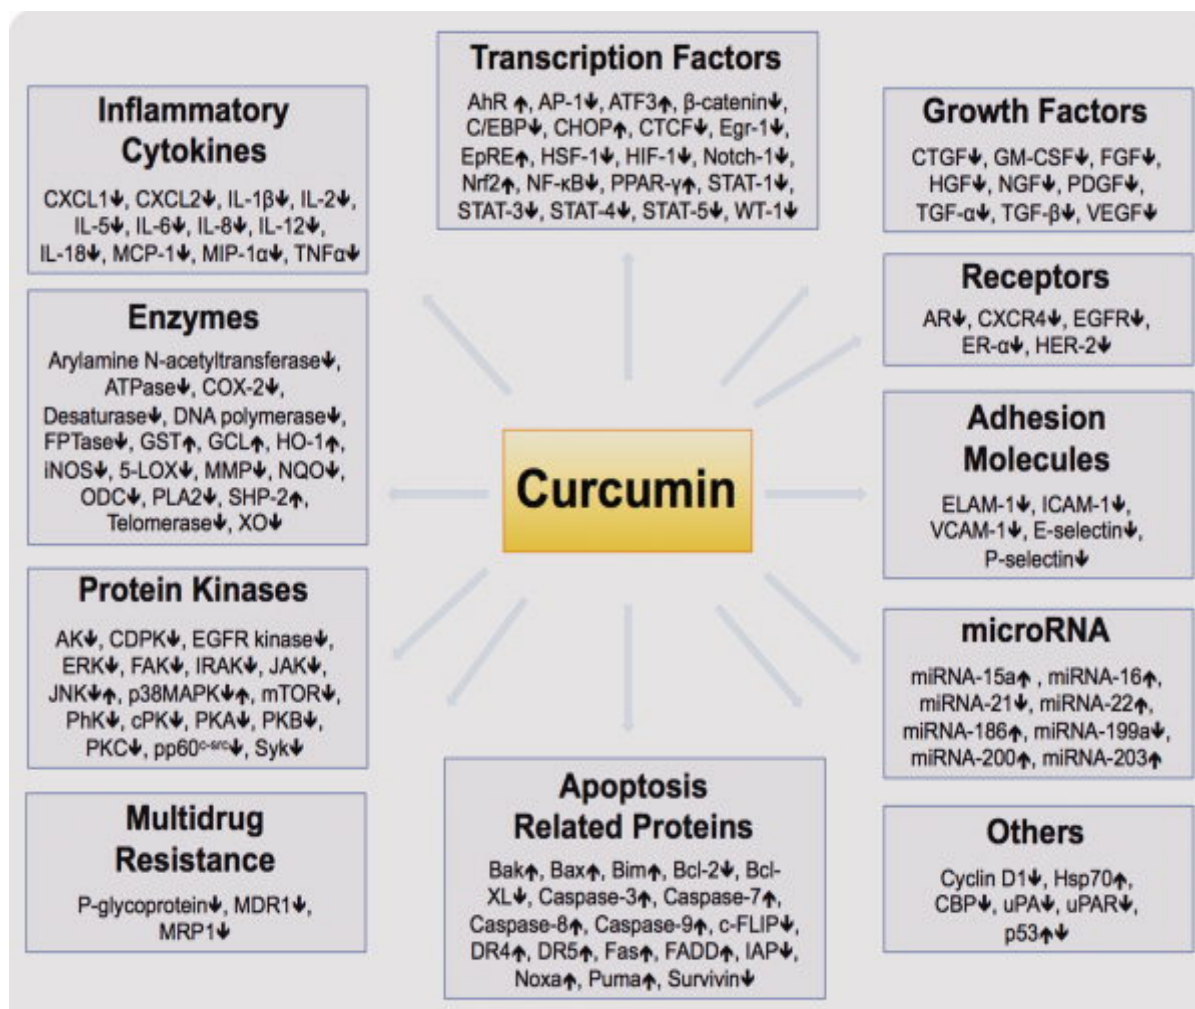 Transcription Factors
AhR ↑, AP-1↓, ATF3↑, β-catenin↓,
C/EBP↓, CHOP↑, CTCF↓, Egr-1↓,
EpRE↑, HSF-1↓, HIF-1↓, Notch-1↓,
Nrf2↑, NF-κB↓, PPAR-γ↑, STAT-1↓,
STAT-3↓, STAT-4↓, STAT-5↓, WT-1↓
Inflammatory
Cytokines
CXCL1↓, CXCL2↓, IL-1β↓, IL-2↓,
IL-5↓, IL-6↓, IL-8↓, IL-12↓,
IL-18↓, MCP-1↓, MIP-1α↓, TNFα↓
Growth Factors
CTGF↓, GM-CSF↓, FGF↓,
HGF↓, NGF↓, PDGF↓,
TGF-α↓, TGF-β↓, VEGF↓
Enzymes
Arylamine N-acetyltransferase↓,
ATPase↓, COX-2↓,
Desaturase↓, DNA polymerase↓,
FPTase↓, GST↑, GCL↑, HO-1↑,
iNOS↓, 5-LOX↓, MMP↓, NQO↓,
ODC↓, PLA2↓, SHP-2↑,
Telomerase↓, XO↓
Receptors
AR↓, CXCR4↓, EGFR↓,
ER-α↓, HER-2↓
Curcumin
Adhesion
Molecules
ELAM-1↓, ICAM-1↓,
VCAM-1↓, E-selectin↓,
P-selectin↓
Protein Kinases
AK↓, CDPK↓, EGFR kinase↓,
ERK↓, FAK↓, IRAK↓, JAK↓,
JNK↓↑, p38MAPK↓↑, mTOR↓,
PhK↓, cPK↓, PKA↓, PKB↓,
PKC↓, pp60c-src↓, Syk↓
microRNA
miRNA-15a↑ , miRNA-16↑,
miRNA-21↓, miRNA-22↑,
miRNA-186↑, miRNA-199a↓,
miRNA-200↑, miRNA-203↑
Multidrug
Resistance
P-glycoprotein↓, MDR1↓,
MRP1↓
Apoptosis
Related Proteins
Bak↑, Bax↑, Bim↑, Bcl-2↓, Bcl-
XL↓, Caspase-3↑, Caspase-7↑,
Caspase-8↑, Caspase-9↑, c-FLIP↓,
DR4↑, DR5↑, Fas↑, FADD↑, IAP↓,
Noxa↑, Puma↑, Survivin↓
Others
Cyclin D1↓, Hsp70↑,
CBP↓, uPA↓, uPAR↓,
p53↑↓